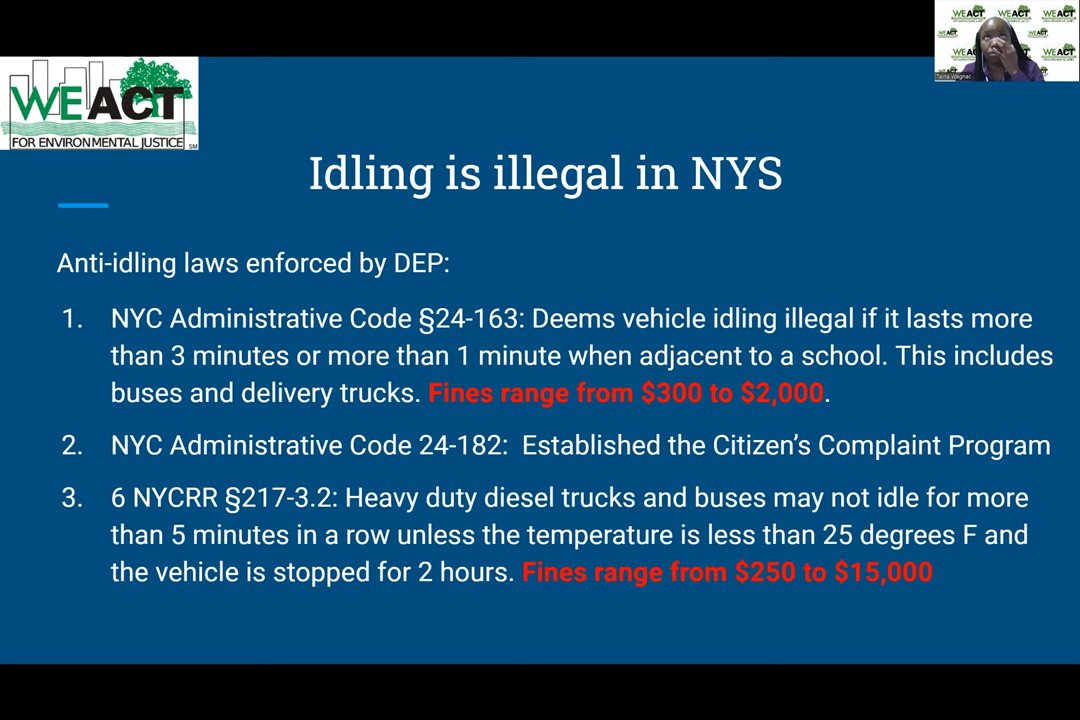 WE ACT
FOR ENVIRONMENTAL JUSTICE
SM
Taina Wagnac
Idling is illegal in NYS
Anti-idling laws enforced by DEP:
1. NYC Administrative Code §24-163: Deems vehicle idling illegal if it lasts more
than 3 minutes or more than 1 minute when adjacent to a school. This includes
buses and delivery trucks. Fines range from $300 to $2,000.
2. NYC Administrative Code 24-182: Established the Citizen's Complaint Program
3. 6 NYCRR §217-3.2: Heavy duty diesel trucks and buses may not idle for more
than 5 minutes in a row unless the temperature is less than 25 degrees F and
the vehicle is stopped for 2 hours. Fines range from $250 to $15,000